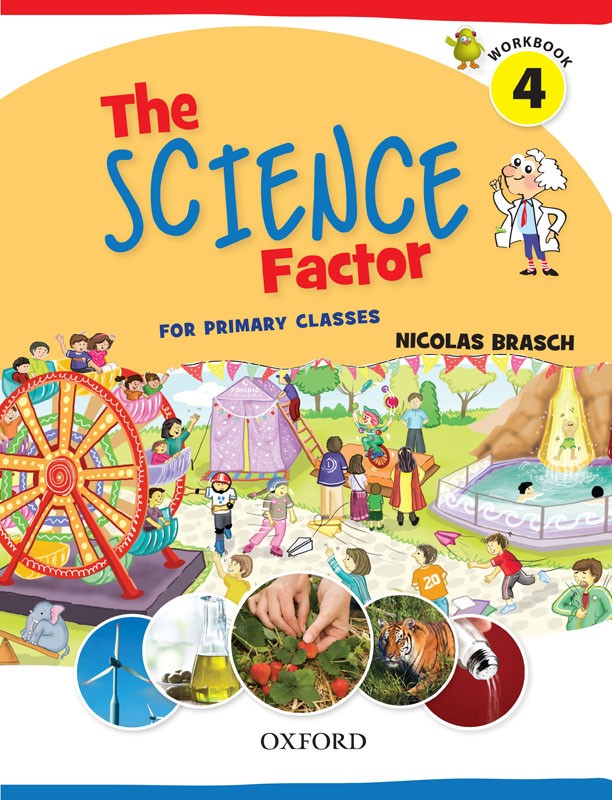 WORKBOOK
4
The
SCIENCE
Factor
FOR PRIMARY CLASSES
NICOLAS BRASCH
20
OXFORD